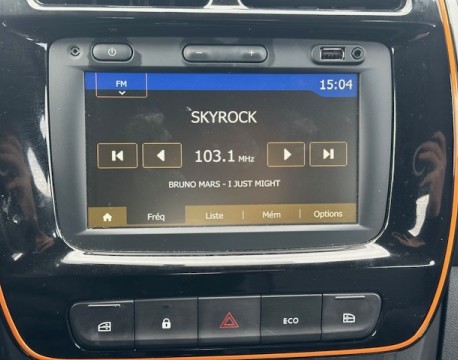 FM
15:04
SKYROCK
103.1 MHz
BRUNO MARS - I JUST MIGHT
Fréq Liste Mém Options
ECO